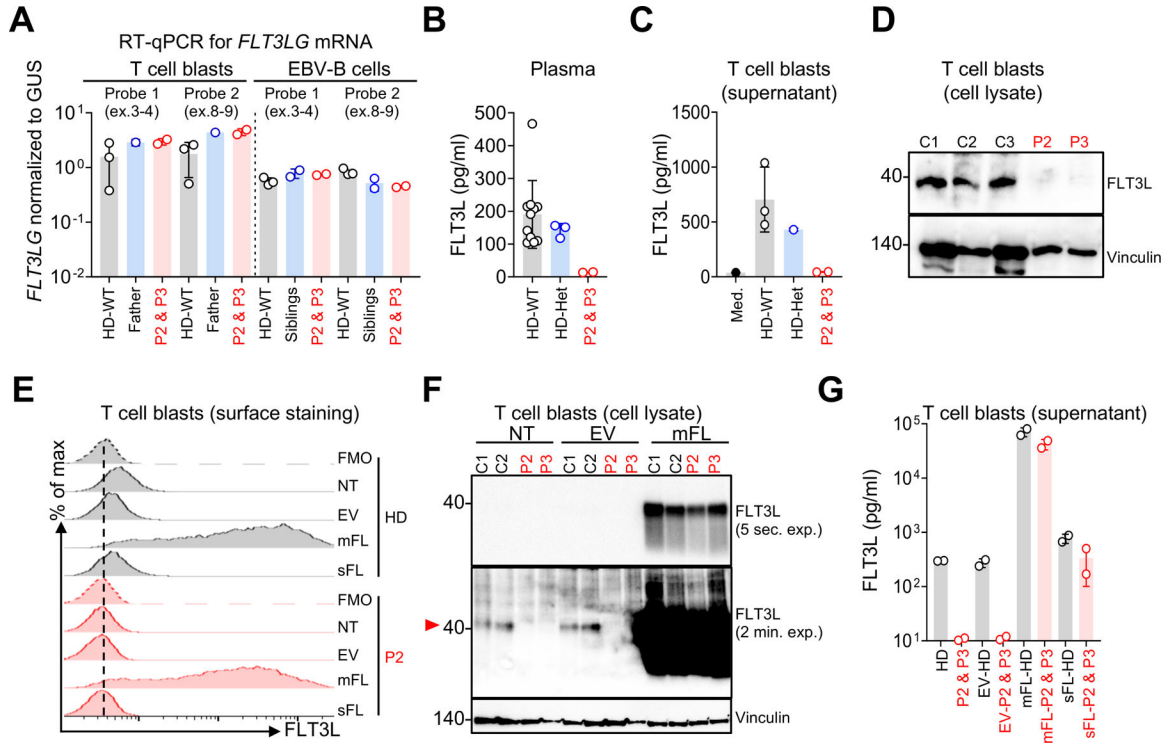 A
RT-qPCR for FLT3LG mRNA
T cell blasts
EBV-B cells
Probe 1
(ex.3-4)
Probe 2
(ex.8-9)
Probe 1
(ex.3-4)
Probe 2
(ex.8-9)
FLT3LG normalized to GUS
10^1
10^0
10^-1
10^-2
HD-WT
Father
P2 & P3
HD-WT
Father
P2 & P3
HD-WT
Siblings
P2 & P3
HD-WT
Siblings
P2 & P3
B
Plasma
FLT3L (pg/ml)
500
400
300
200
100
0
HD-WT
HD-Het
P2 & P3
C
T cell blasts
(supernatant)
FLT3L (pg/ml)
1500
1000
500
0
Med.
HD-WT
HD-Het
P2 & P3
D
T cell blasts
(cell lysate)
C1 C2 C3 P2 P3
40
FLT3L
140
Vinculin
E
T cell blasts (surface staining)
% of max
FMO
NT
EV
mFL
sFL
HD
FMO
NT
EV
mFL
sFL
P2
FLT3L
F
T cell blasts (cell lysate)
NT EV mFL
C1 C2 P2 P3 C1 C2 P2 P3 C1 C2 P2 P3
40
FLT3L
(5 sec. exp.)
40
FLT3L
(2 min. exp.)
140
Vinculin
G
T cell blasts (supernatant)
FLT3L (pg/ml)
10^5
10^4
10^3
10^2
10^1
HD
P2 & P3
EV-HD
EV-P2 & P3
mFL-HD
mFL-P2 & P3
sFL-HD
sFL-P2 & P3